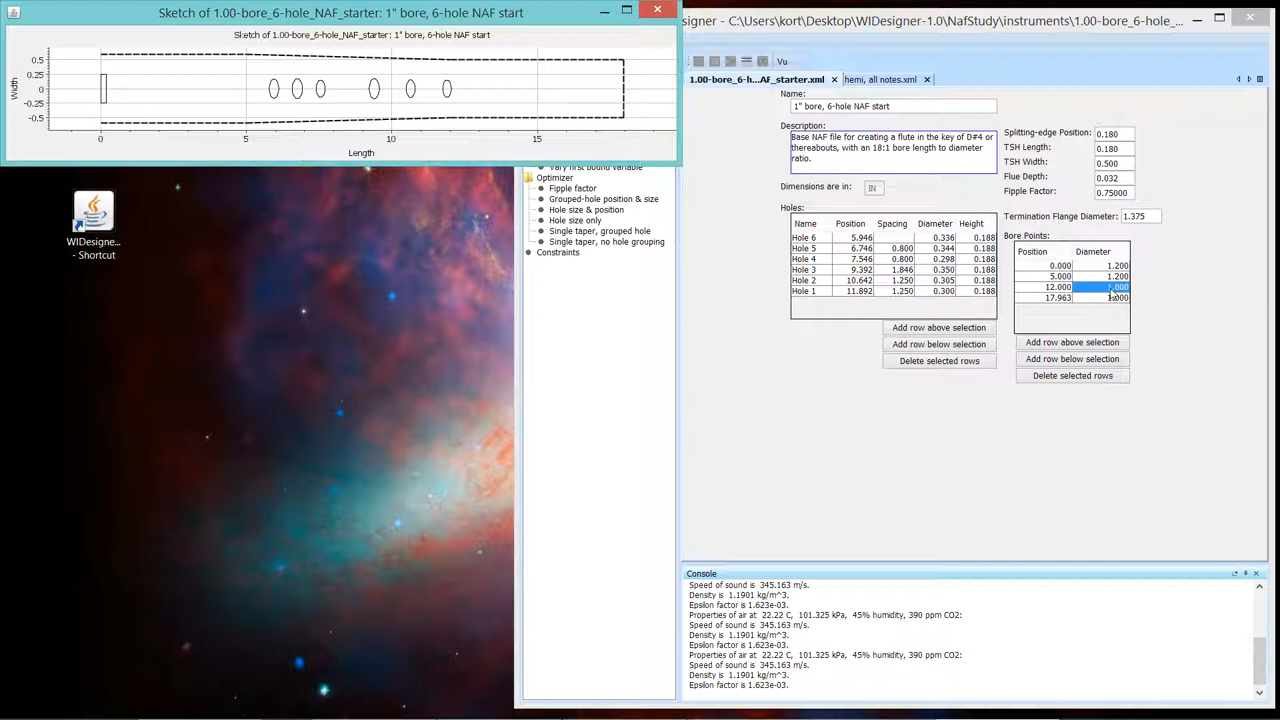 Sketch of 1.00-bore_6-hole_NAF_starter: 1" bore, 6-hole NAF start
Sketch of 1.00-bore_6-hole_NAF_starter: 1" bore, 6-hole NAF start
Width
0.5
0.25
0
-0.25
-0.5
0 5 10 15
Length
WIDesigne...
- Shortcut
signer - C:\Users\kort\Desktop\WIDesigner-1.0\NafStudy\instruments\1.00-bore_6-hole_...
Vu
1.00-bore_6-h...AF_starter.xml
hemi, all notes.xml
Vary first bound variable
Optimizer
Fipple factor
Grouped-hole position & size
Hole size & position
Hole size only
Single taper, grouped hole
Single taper, no hole grouping
Constraints
Name:
1" bore, 6-hole NAF start
Description:
Base NAF file for creating a flute in the key of D#4 or
thereabouts, with an 18:1 bore length to diameter
ratio.
Dimensions are in: IN
Holes:
Name Position Spacing Diameter Height
Hole 6 5.946 0.336 0.188
Hole 5 6.746 0.800 0.344 0.188
Hole 4 7.546 0.800 0.298 0.188
Hole 3 9.392 1.846 0.350 0.188
Hole 2 10.642 1.250 0.305 0.188
Hole 1 11.892 1.250 0.300 0.188
Add row above selection
Add row below selection
Delete selected rows
Splitting-edge Position: 0.180
TSH Length: 0.180
TSH Width: 0.500
Flue Depth: 0.032
Fipple Factor: 0.75000
Termination Flange Diameter: 1.375
Bore Points:
Position Diameter
0.000 1.200
5.000 1.200
12.000 1.000
17.963 1.000
Add row above selection
Add row below selection
Delete selected rows
Console
Speed of sound is 345.163 m/s.
Density is 1.1901 kg/m^3.
Epsilon factor is 1.623e-03.
Properties of air at 22.22 C, 101.325 kPa, 45% humidity, 390 ppm CO2:
Speed of sound is 345.163 m/s.
Density is 1.1901 kg/m^3.
Epsilon factor is 1.623e-03.
Properties of air at 22.22 C, 101.325 kPa, 45% humidity, 390 ppm CO2:
Speed of sound is 345.163 m/s.
Density is 1.1901 kg/m^3.
Epsilon factor is 1.623e-03.